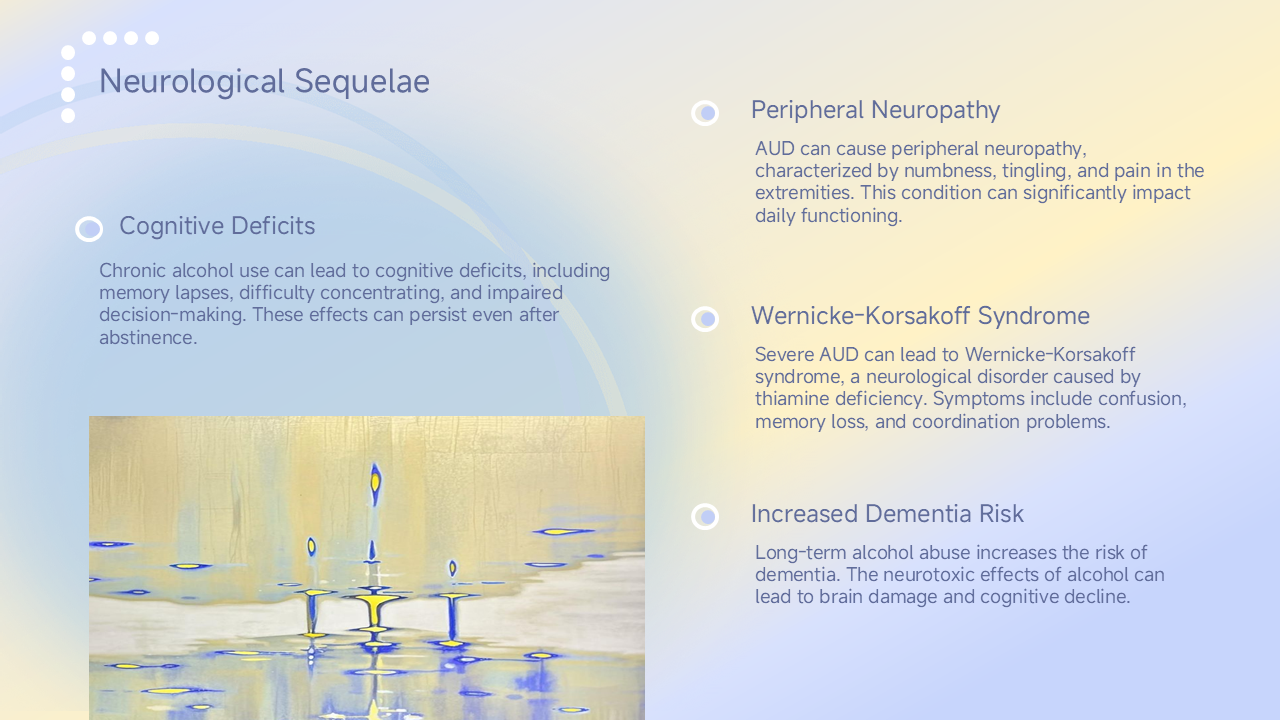 Neurological Sequelae
Cognitive Deficits
Chronic alcohol use can lead to cognitive deficits, including
memory lapses, difficulty concentrating, and impaired
decision-making. These effects can persist even after
abstinence.
Peripheral Neuropathy
AUD can cause peripheral neuropathy,
characterized by numbness, tingling, and pain in the
extremities. This condition can significantly impact
daily functioning.
Wernicke-Korsakoff Syndrome
Severe AUD can lead to Wernicke-Korsakoff
syndrome, a neurological disorder caused by
thiamine deficiency. Symptoms include confusion,
memory loss, and coordination problems.
Increased Dementia Risk
Long-term alcohol abuse increases the risk of
dementia. The neurotoxic effects of alcohol can
lead to brain damage and cognitive decline.